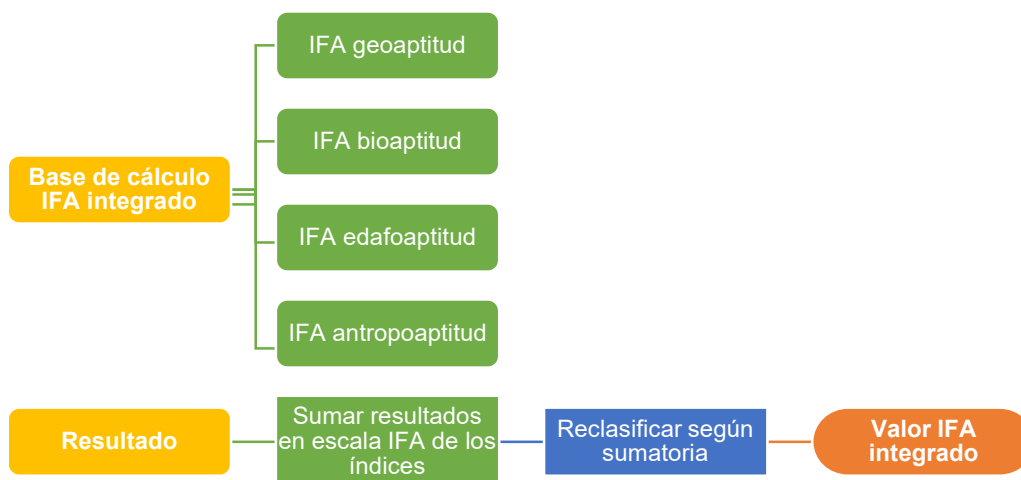 IFA geoaptitud
IFA bioaptitud
Base de cálculo
IFA integrado
IFA edafoaptitud
IFA antropoaptitud
Resultado
Sumar resultados
en escala IFA de los
índices
Reclasificar según
sumatoria
Valor IFA
integrado